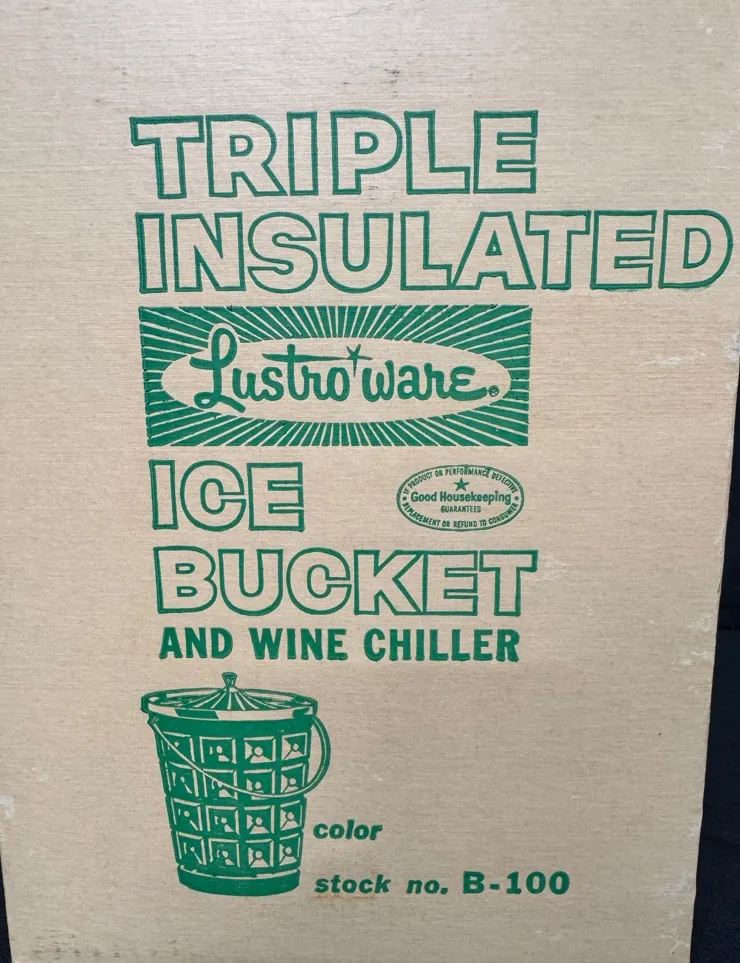 TRIPLE
INSULATED
Lustro ware®
ICE
BUCKET
IF PRODUCT OR PERFORMANCE DEFECTIVE
Good Housekeeping
GUARANTEES
REPLACEMENT OR REFUND TO CONSUMER
AND WINE CHILLER
color
stock no. B-100